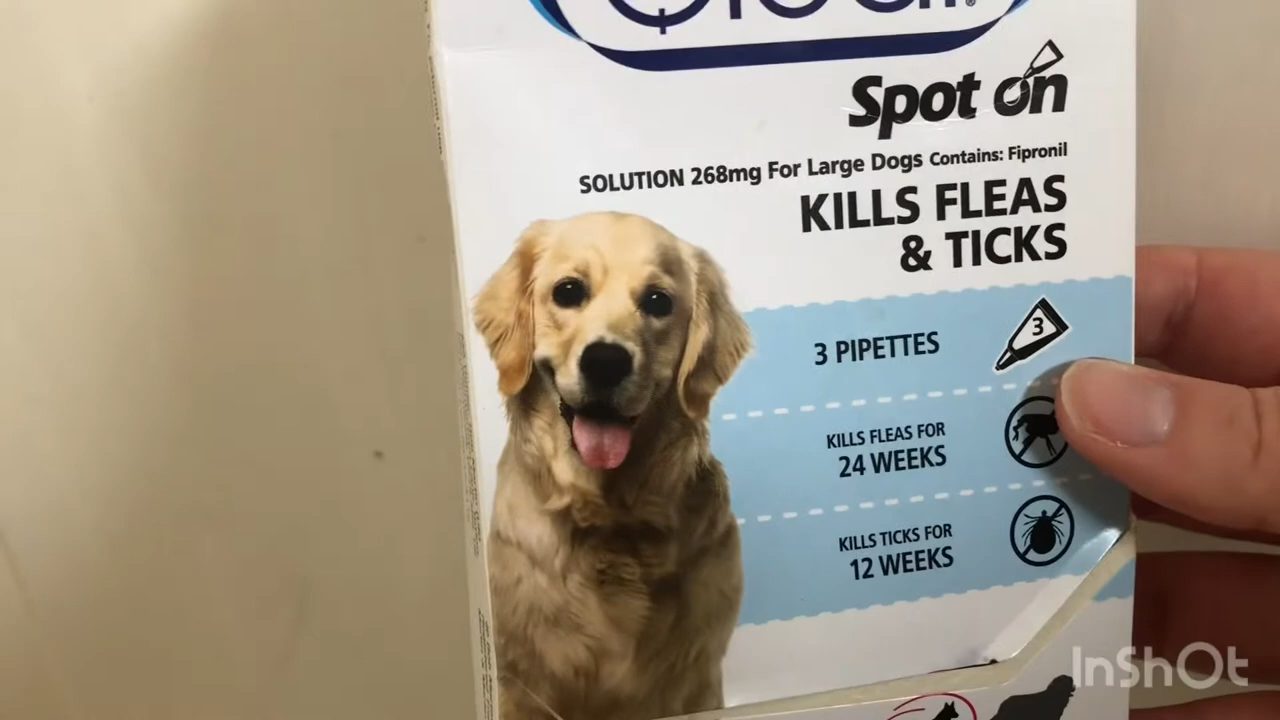 Spot on
SOLUTION 268mg For Large Dogs Contains: Fipronil
KILLS FLEAS
& TICKS
3 PIPETTES
3
KILLS FLEAS FOR
24 WEEKS
KILLS TICKS FOR
12 WEEKS
InShOt